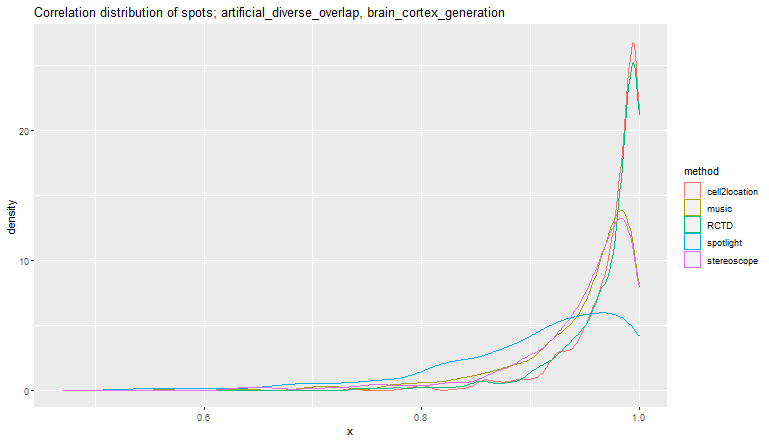 Correlation distribution of spots; artificial_diverse_overlap, brain_cortex_generation
density
20
10
0
0.6
0.8
1.0
x
method
cell2location
music
RCTD
spotlight
stereoscope